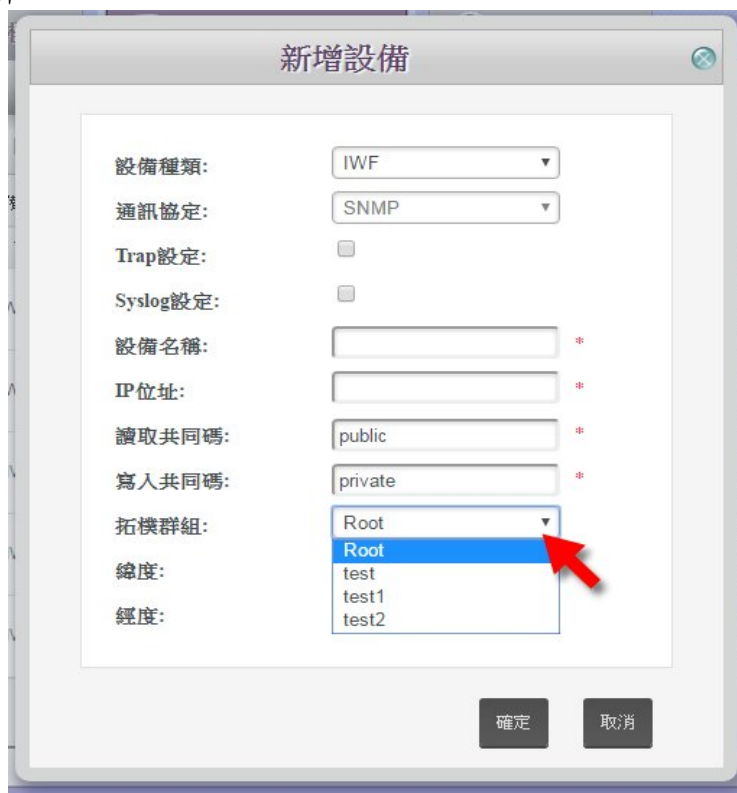 新增設備
設備種類: IWF
通訊協定: SNMP
Trap設定:
Syslog設定:
設備名稱: *
IP位址: *
讀取共同碼: public *
寫入共同碼: private *
拓樸群組: Root
Root
緯度: test
test1
經度: test2
確定 取消